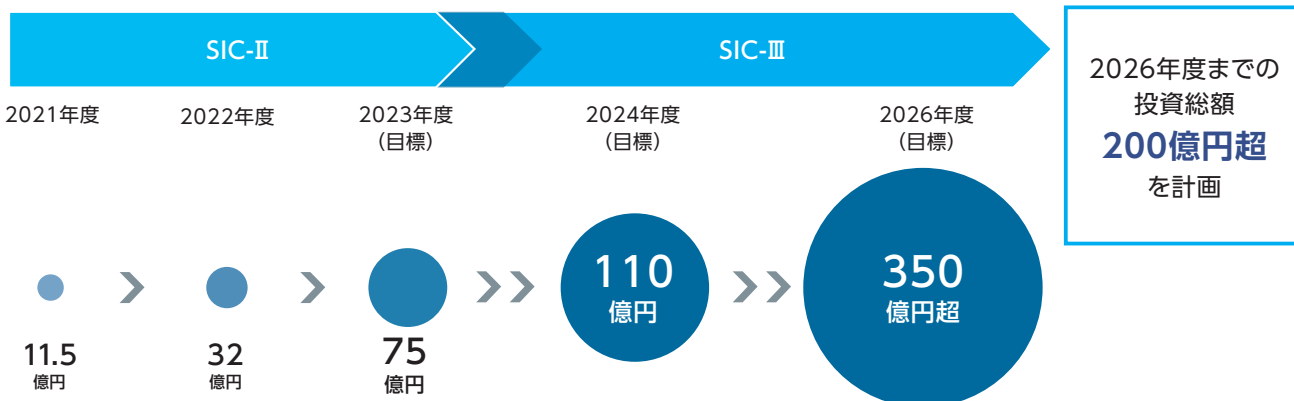 SIC-Ⅱ
SIC-Ⅲ
2021年度
2022年度
2023年度
（目標）
2024年度
（目標）
2026年度
（目標）
11.5
億円
32
億円
75
億円
110
億円
350
億円超
2026年度までの
投資総額
200億円超
を計画